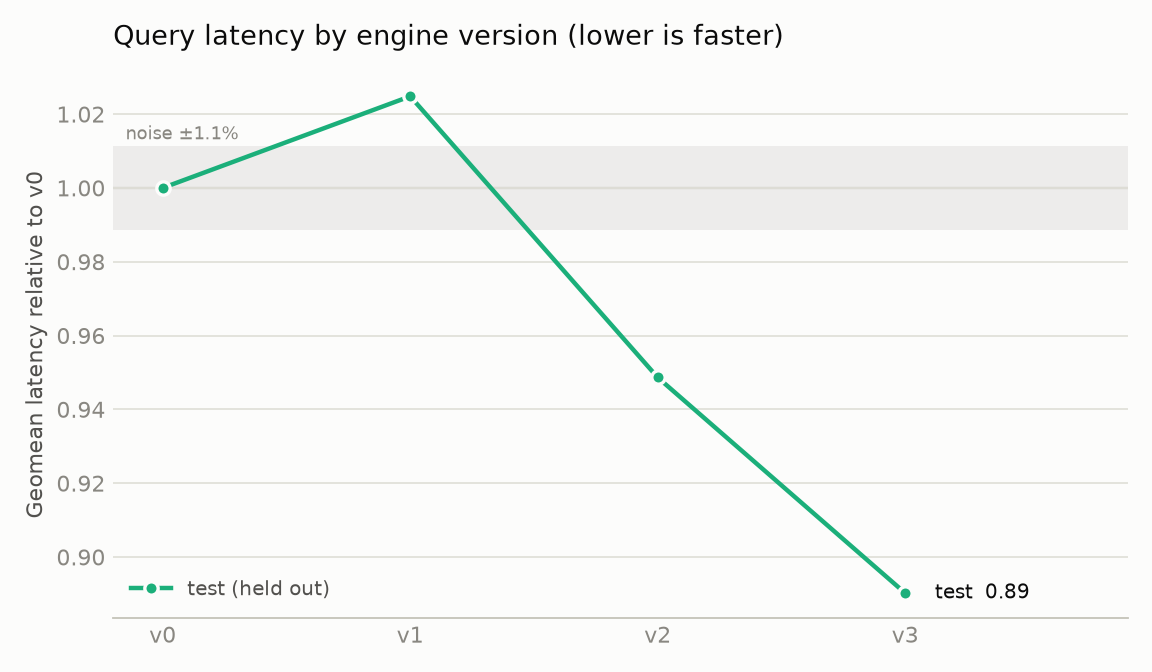 Query latency by engine version (lower is faster)
Geomean latency relative to v0
1.02
1.00
0.98
0.96
0.94
0.92
0.90
noise ±1.1%
test (held out)
test 0.89
v0 v1 v2 v3